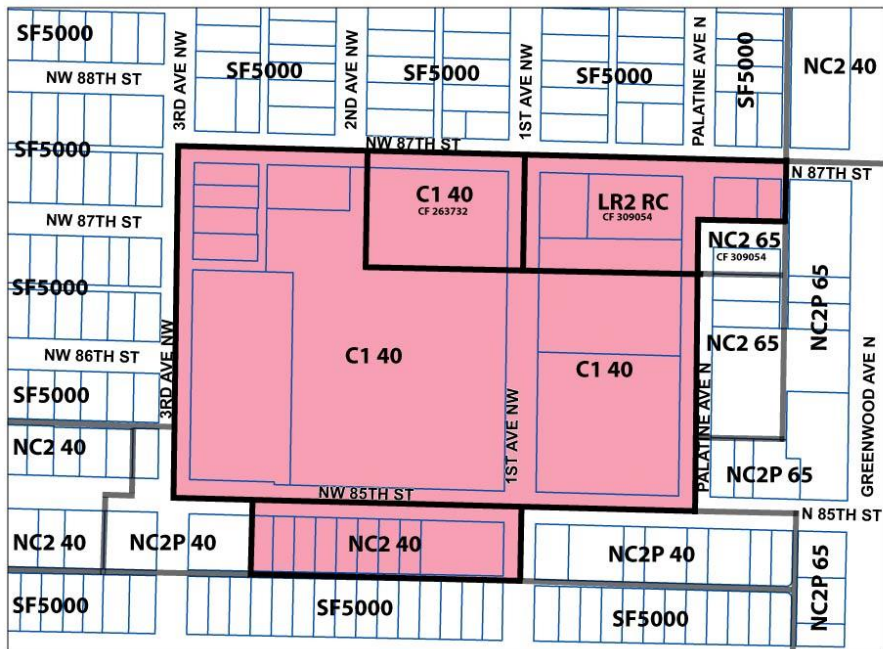 SF5000
NW 88TH ST
SF5000
NW 87TH ST
SF5000
NW 86TH ST
SF5000
NC2 40
NC2 40
NC2P 40
SF5000
3RD AVE NW
3RD AVE NW
SF5000
2ND AVE NW
SF5000
1ST AVE NW
SF5000
PALATINE AVE N
SF5000
NC2 40
NW 87TH ST
N 87TH ST
C1 40
CF 263732
LR2 RC
CF 309054
NC2 65
CF 309054
NC2P 65
C1 40
C1 40
NC2 65
1ST AVE NW
PALATINE AVE N
GREENWOOD AVE N
NC2P 65
NW 85TH ST
N 85TH ST
NC2 40
NC2P 40
NC2P 65
SF5000
SF5000